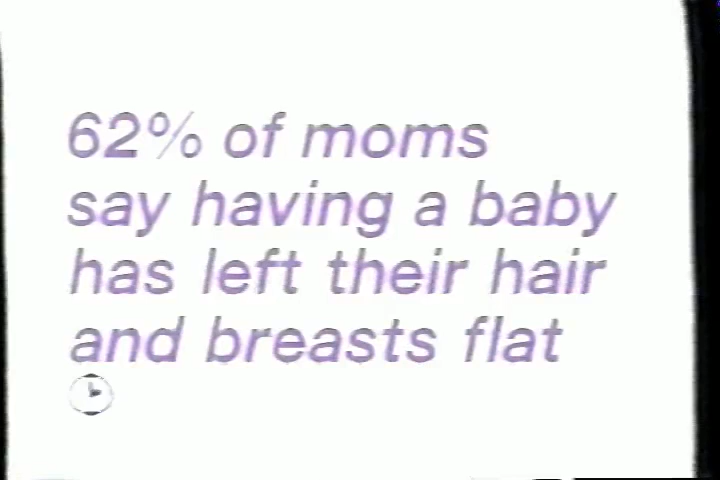 62% of moms
say having a baby
has left their hair
and breasts flat